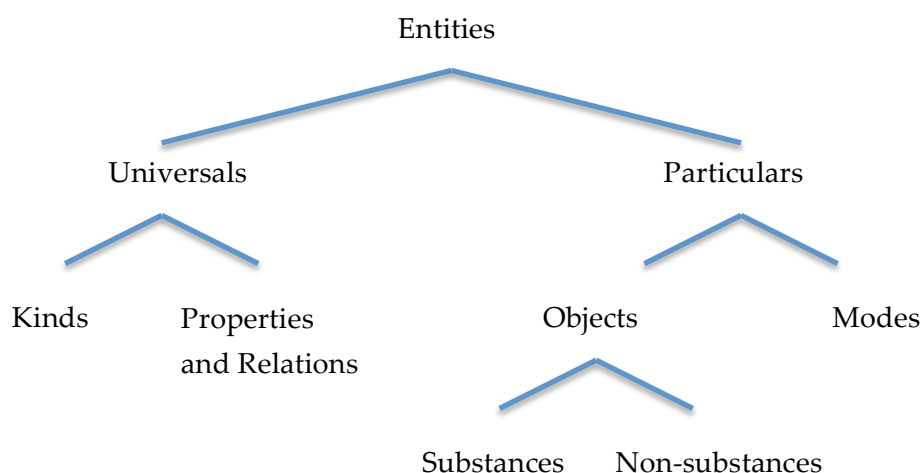 Entities
Universals
Particulars
Kinds
Properties
and Relations
Objects
Modes
Substances
Non-substances